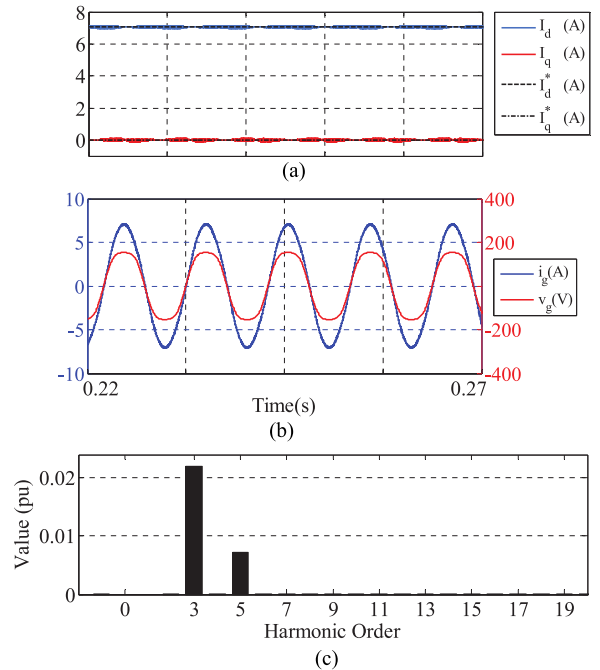 8
6
4
2
0
I_d (A)
I_q (A)
I_d^* (A)
I_q^* (A)
(a)
10
5
0
-5
-10
400
200
0
-200
-400
i_g(A)
v_g(V)
0.22
0.27
Time(s)
(b)
Value (pu)
0.02
0.01
0
0 3 5 7 9 11 13 15 17 19
Harmonic Order
(c)